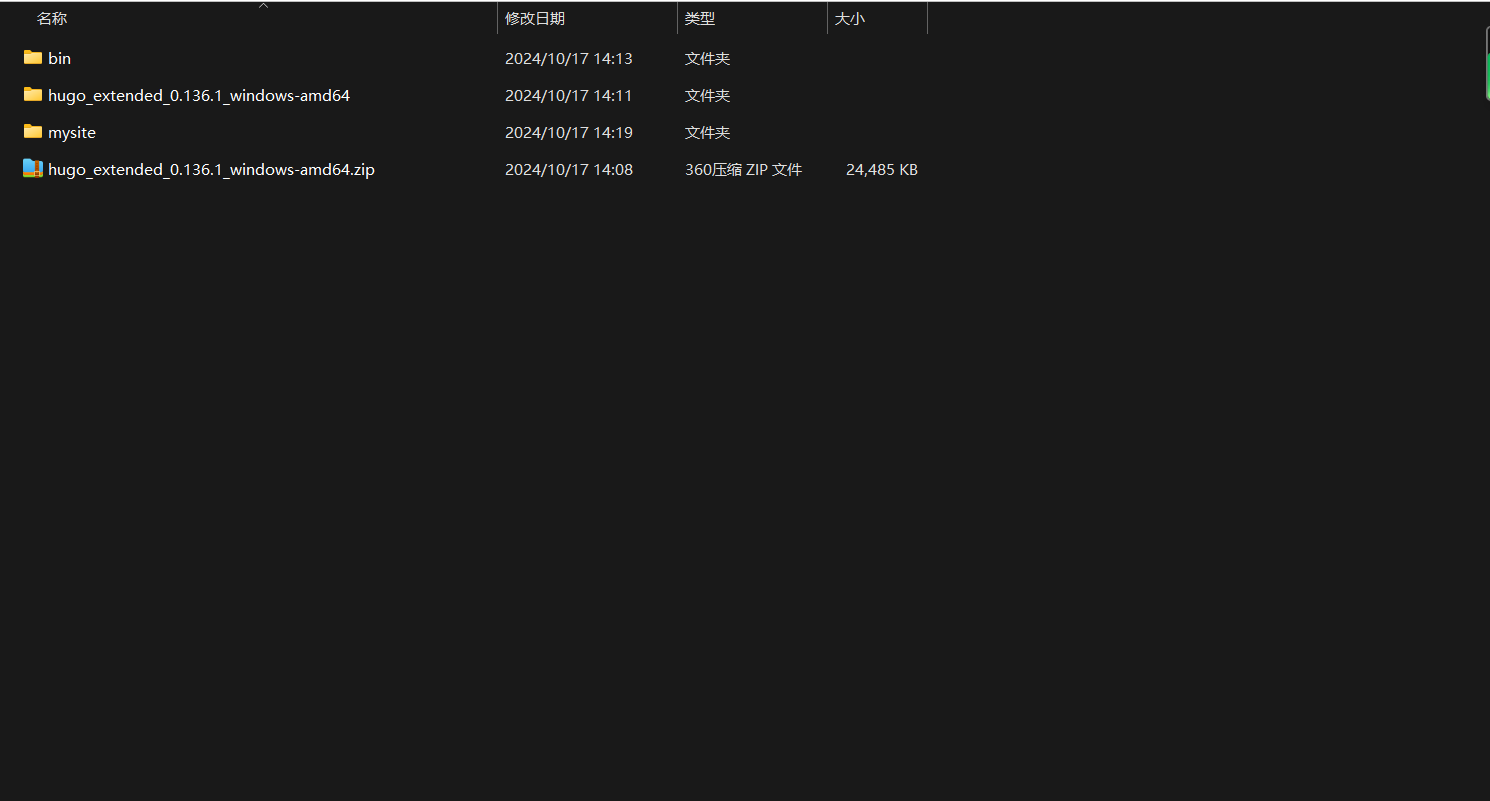 名称 修改日期 类型 大小
bin 2024/10/17 14:13 文件夹
hugo_extended_0.136.1_windows-amd64 2024/10/17 14:11 文件夹
mysite 2024/10/17 14:19 文件夹
hugo_extended_0.136.1_windows-amd64.zip 2024/10/17 14:08 360压缩 ZIP 文件 24,485 KB